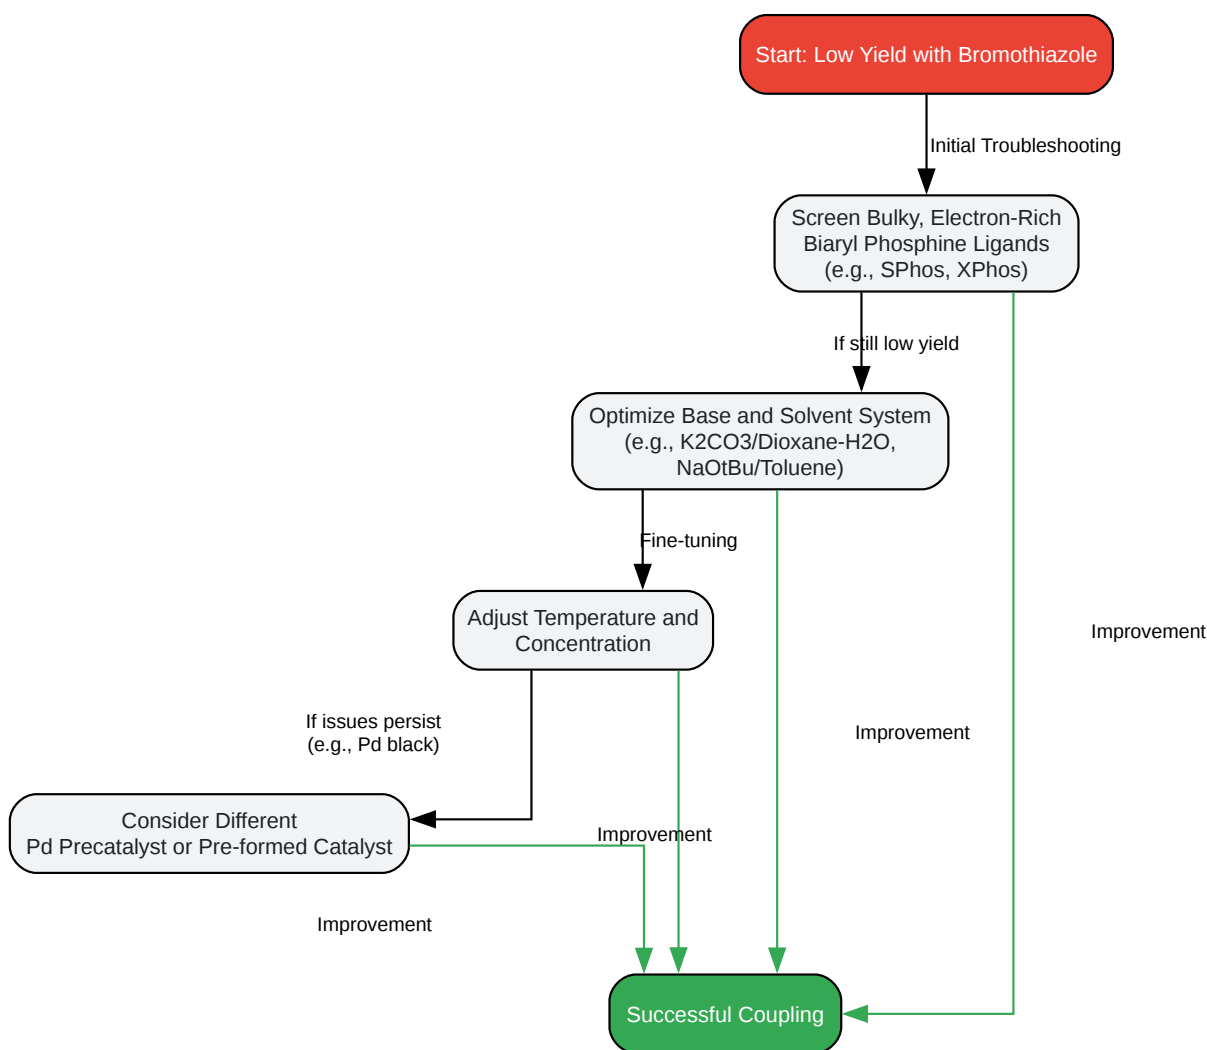 Start: Low Yield with Bromothiazole
Initial Troubleshooting
Screen Bulky, Electron-Rich
Biaryl Phosphine Ligands
(e.g., SPhos, XPhos)
If still low yield
Optimize Base and Solvent System
(e.g., K2CO3/Dioxane-H2O,
NaOtBu/Toluene)
Fine-tuning
Adjust Temperature and
Concentration
Improvement
If issues persist
(e.g., Pd black)
Improvement
Consider Different
Pd Precatalyst or Pre-formed Catalyst
Improvement
Improvement
Successful Coupling